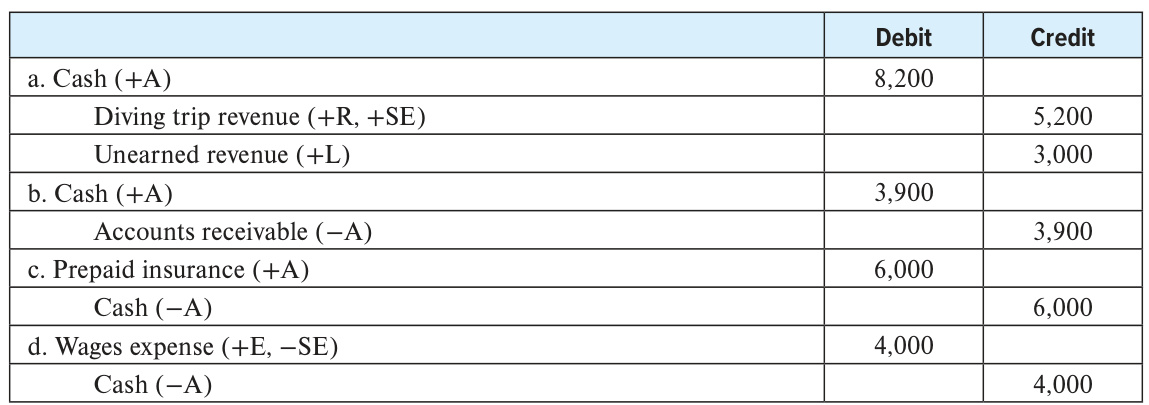 Debit Credit
a. Cash (+A) 8,200
Diving trip revenue (+R, +SE) 5,200
Unearned revenue (+L) 3,000
b. Cash (+A) 3,900
Accounts receivable (−A) 3,900
c. Prepaid insurance (+A) 6,000
Cash (−A) 6,000
d. Wages expense (+E, −SE) 4,000
Cash (−A) 4,000